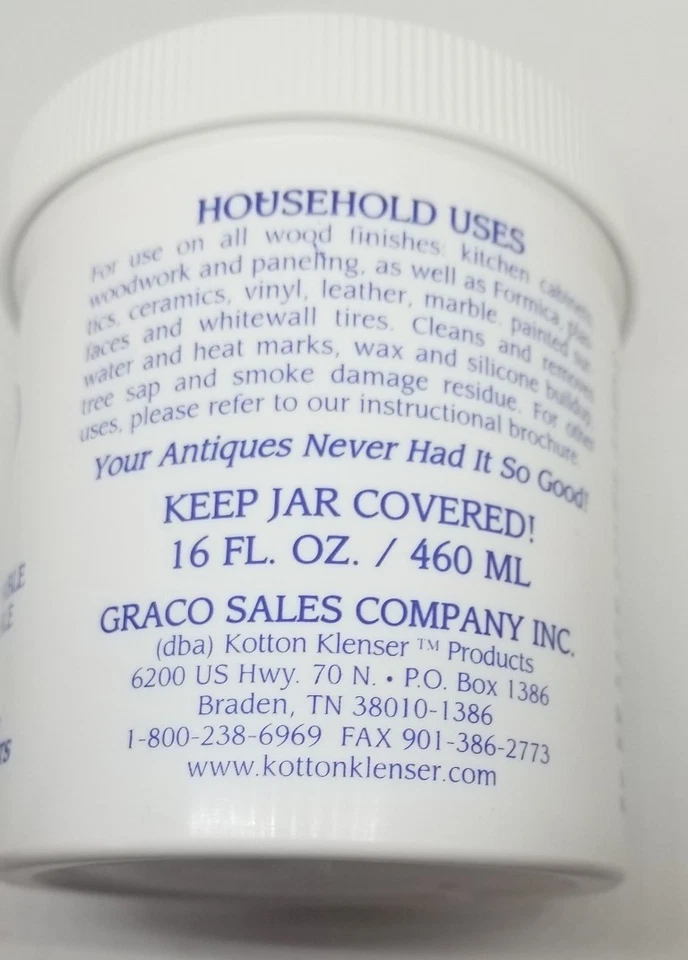 HOUSEHOLD USES
For use on all wood finishes: kitchen cabinets,
woodwork and paneling, as well as Formica, plas-
tics, ceramics, vinyl, leather, marble, painted sur-
faces and whitewall tires. Cleans and removes
water and heat marks, wax and silicone buildup,
tree sap and smoke damage residue. For other
uses, please refer to our instructional brochure.
Your Antiques Never Had It So Good!
KEEP JAR COVERED!
16 FL. OZ. / 460 ML
GRACO SALES COMPANY INC.
(dba) Kotton Klenser ™ Products
6200 US Hwy. 70 N. • P.O. Box 1386
Braden, TN 38010-1386
1-800-238-6969 FAX 901-386-2773
www.kottonklenser.com